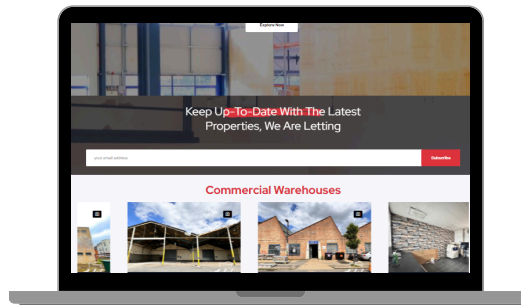 Explore Now
Keep Up-To-Date With The Latest
Properties, We Are Letting
your email address
Subscribe
Commercial Warehouses